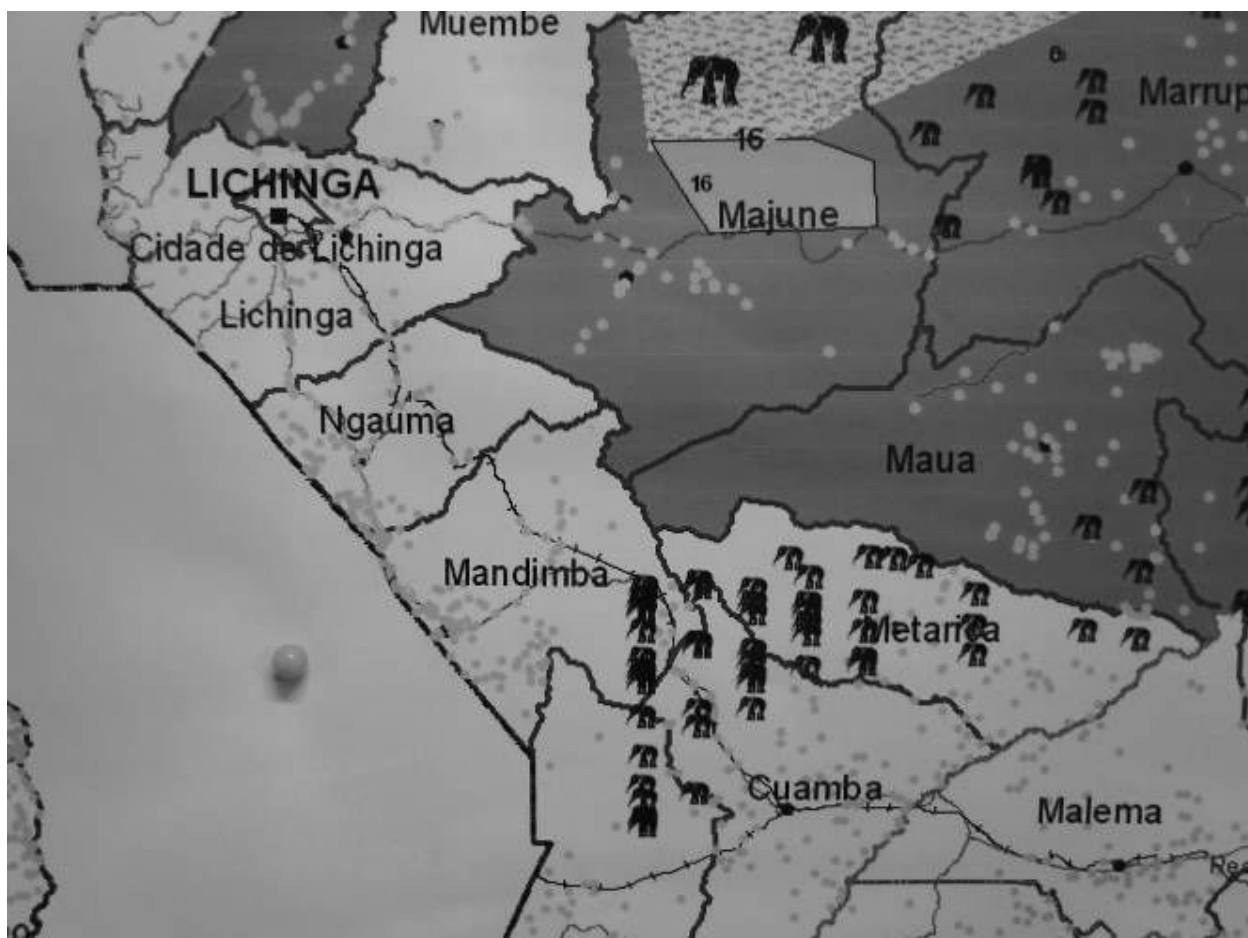 Muembe
Marrup
16
16
LICHINGA
Majune
Cidade de Lichinga
Lichinga
Ngauma
Maua
Mandimba
Metarica
Cuamba
Malema